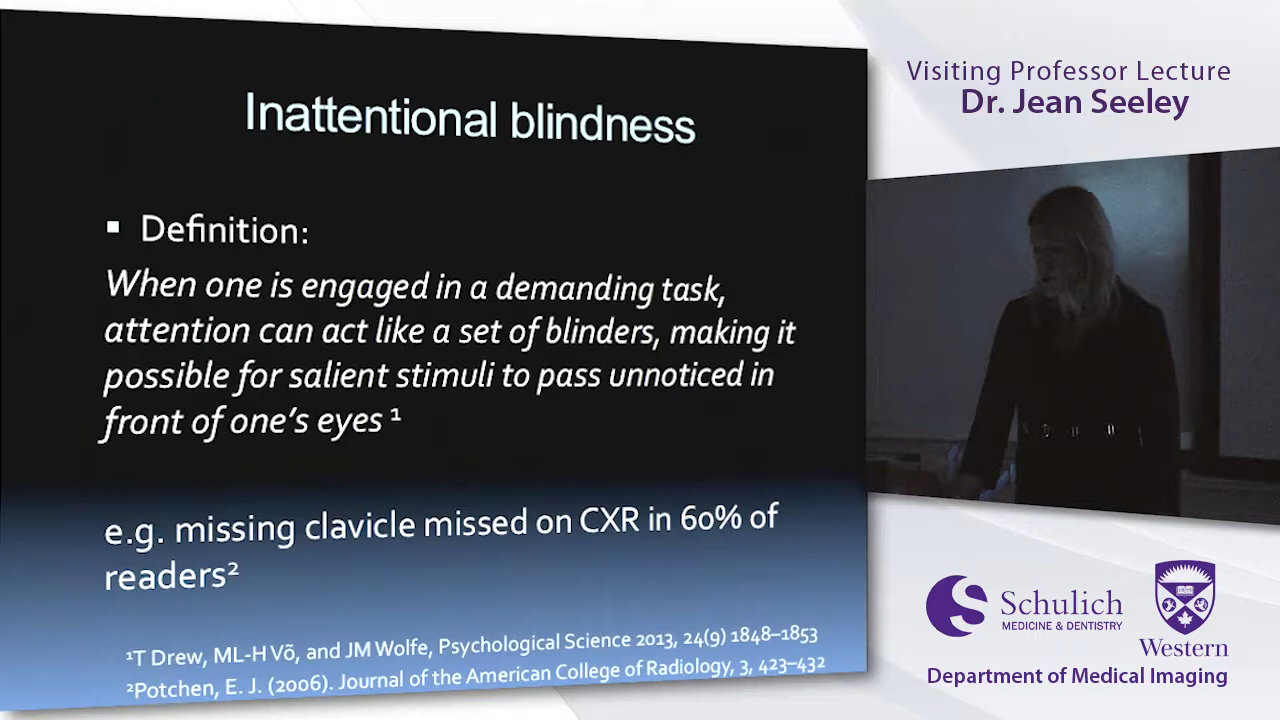 Inattentional blindness
▪ Definition:
When one is engaged in a demanding task,
attention can act like a set of blinders, making it
possible for salient stimuli to pass unnoticed in
front of one's eyes ¹
e.g. missing clavicle missed on CXR in 60% of
readers²
¹T Drew, ML-H Võ, and JM Wolfe, Psychological Science 2013, 24(9) 1848–1853
²Potchen, E. J. (2006). Journal of the American College of Radiology, 3, 423–432
Visiting Professor Lecture
Dr. Jean Seeley
Schulich
MEDICINE & DENTISTRY
Western
Department of Medical Imaging